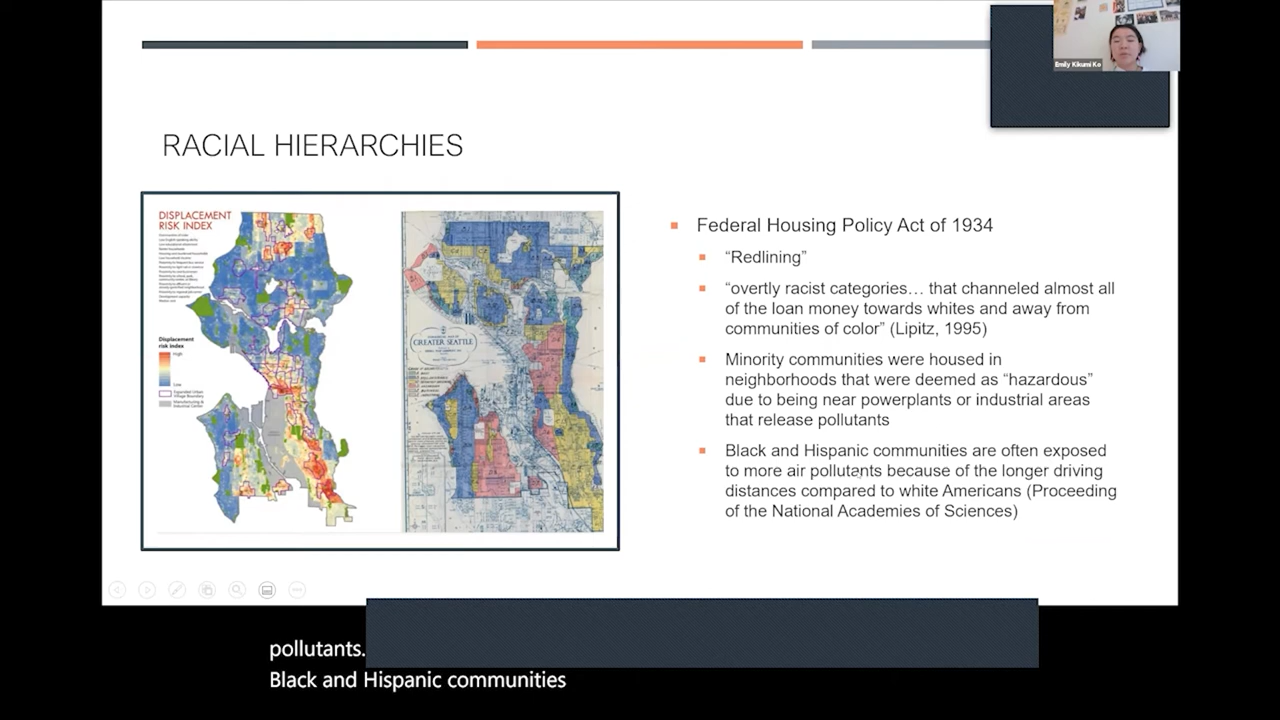 Emily Kikumi Ko
RACIAL HIERARCHIES
DISPLACEMENT
RISK INDEX
Displacement
risk index
High
Low
Expanded Urban
Village Boundary
Manufacturing &
Industrial Center
GREATER SEATTLE
Federal Housing Policy Act of 1934
“Redlining”
“overtly racist categories… that channeled almost all
of the loan money towards whites and away from
communities of color” (Lipitz, 1995)
Minority communities were housed in
neighborhoods that were deemed as “hazardous”
due to being near powerplants or industrial areas
that release pollutants
Black and Hispanic communities are often exposed
to more air pollutants because of the longer driving
distances compared to white Americans (Proceeding
of the National Academies of Sciences)
pollutants.
Black and Hispanic communities